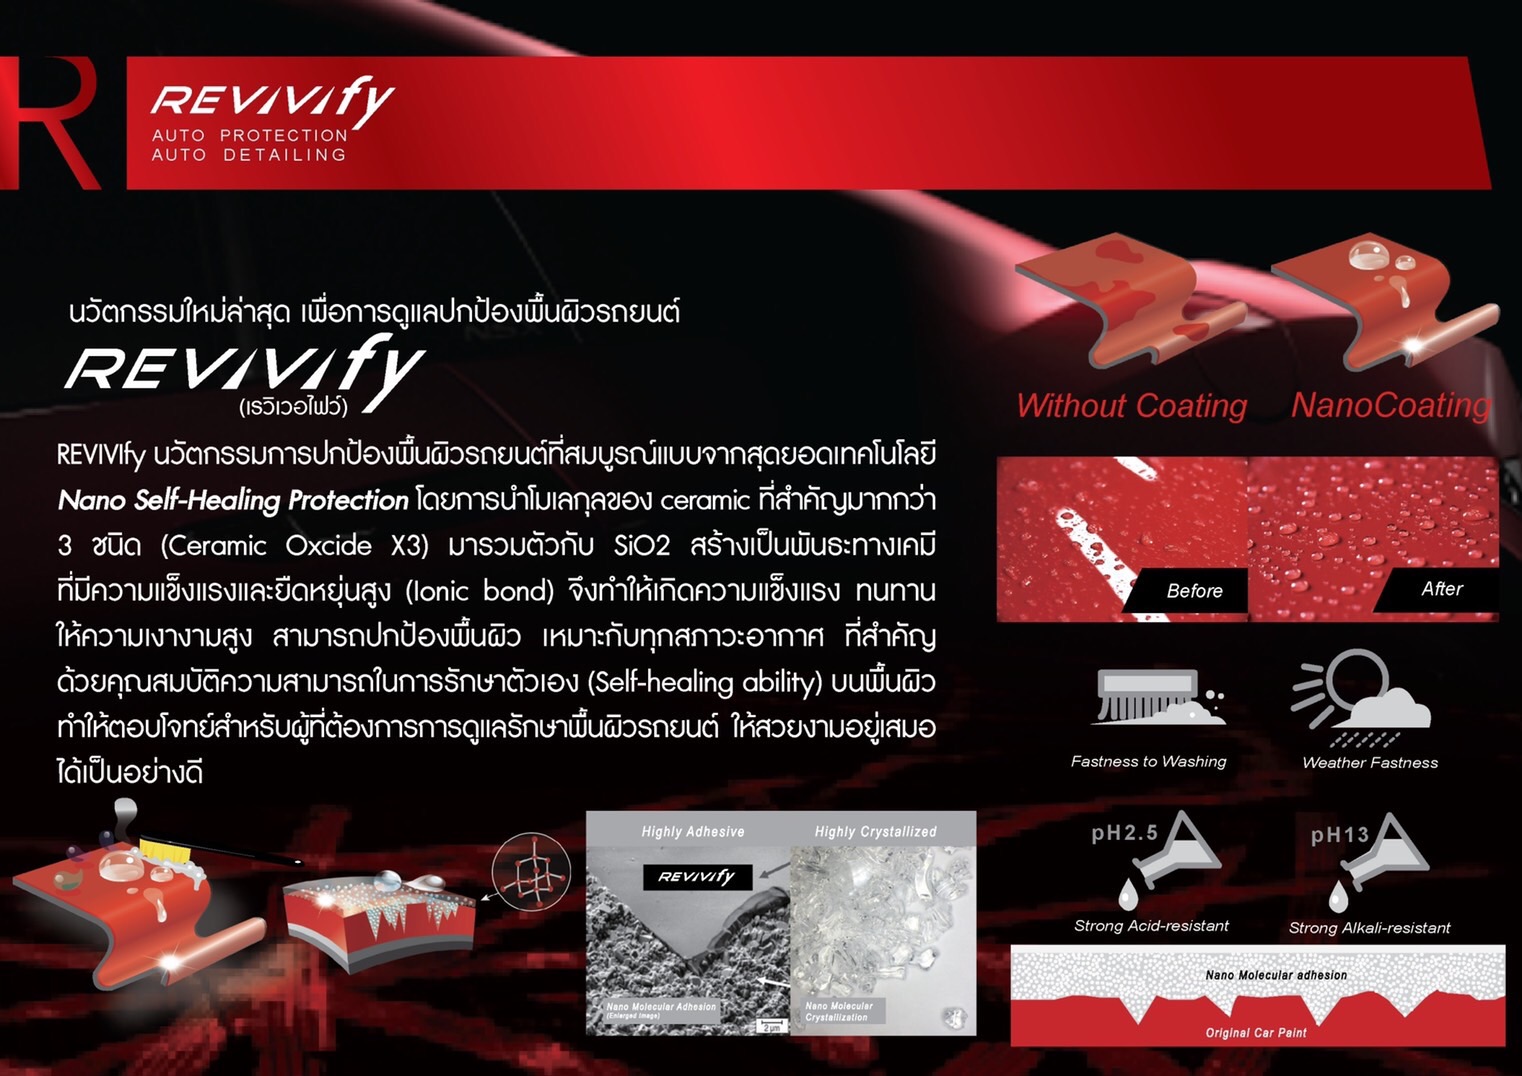 R
REVIVIfy
AUTO PROTECTION
AUTO DETAILING
นวัตกรรมใหม่ล่าสุด เพื่อการดูแลปกป้องพื้นผิวรถยนต์
REVIVIfy
(เรวิเวอไฟว์)
REVIVIfy นวัตกรรมการปกป้องพื้นผิวรถยนต์ที่สมบูรณ์แบบจากสุดยอดเทคโนโลยี
Nano Self-Healing Protection โดยการนำโมเลกุลของ ceramic ที่สำคัญมากกว่า
3 ชนิด (Ceramic Oxcide X3) มารวมตัวกับ SiO2 สร้างเป็นพันธะทางเคมี
ที่มีความแข็งแรงและยืดหยุ่นสูง (Ionic bond) จึงทำให้เกิดความแข็งแรง ทนทาน
ให้ความเงางามสูง สามารถปกป้องพื้นผิว เหมาะกับทุกสภาวะอากาศ ที่สำคัญ
ด้วยคุณสมบัติความสามารถในการรักษาตัวเอง (Self-healing ability) บนพื้นผิว
ทำให้ตอบโจทย์สำหรับผู้ที่ต้องการการดูแลรักษาพื้นผิวรถยนต์ ให้สวยงามอยู่เสมอ
ได้เป็นอย่างดี
Without Coating
NanoCoating
Before
After
Fastness to Washing
Weather Fastness
pH2.5
pH13
Strong Acid-resistant
Strong Alkali-resistant
Highly Adhesive
Highly Crystallized
REVIVIfy
Nano Molecular Adhesion
(Enlarged Image)
2μm
Nano Molecular
Crystallization
Nano Molecular adhesion
Original Car Paint